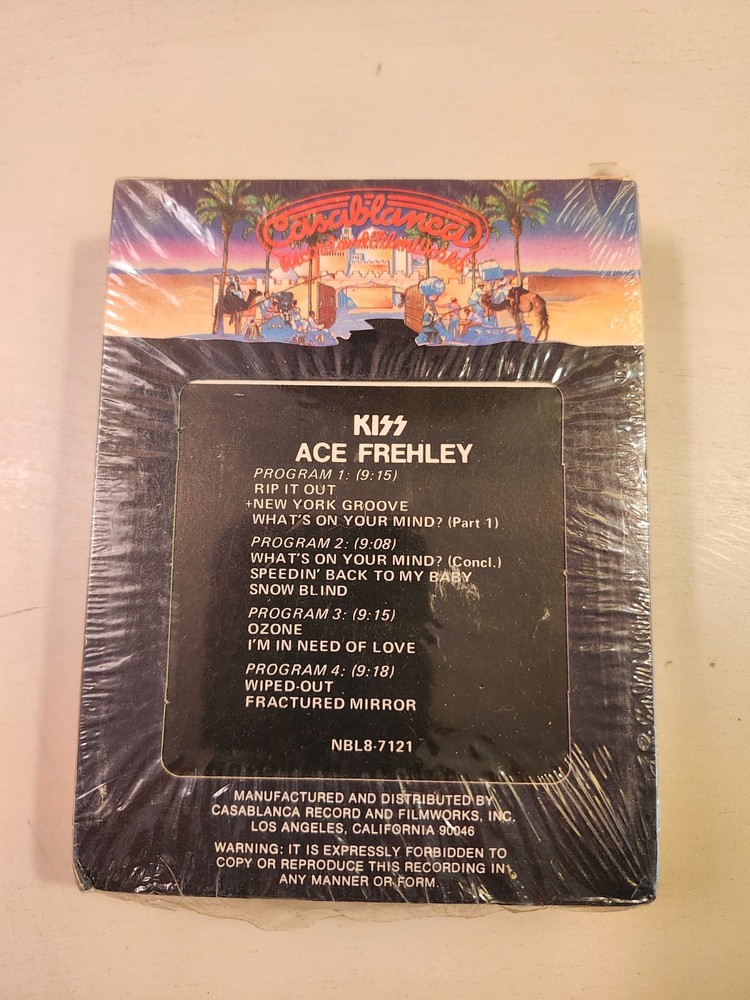 Casablanca
Record and FilmWorks
KISS
ACE FREHLEY
PROGRAM 1: (9:15)
RIP IT OUT
+NEW YORK GROOVE
WHAT'S ON YOUR MIND? (Part 1)
PROGRAM 2: (9:08)
WHAT'S ON YOUR MIND? (Concl.)
SPEEDIN' BACK TO MY BABY
SNOW BLIND
PROGRAM 3: (9:15)
OZONE
I'M IN NEED OF LOVE
PROGRAM 4: (9:18)
WIPED-OUT
FRACTURED MIRROR
NBL8-7121
MANUFACTURED AND DISTRIBUTED BY
CASABLANCA RECORD AND FILMWORKS, INC.
LOS ANGELES, CALIFORNIA 90046
WARNING: IT IS EXPRESSLY FORBIDDEN TO
COPY OR REPRODUCE THIS RECORDING IN
ANY MANNER OR FORM.